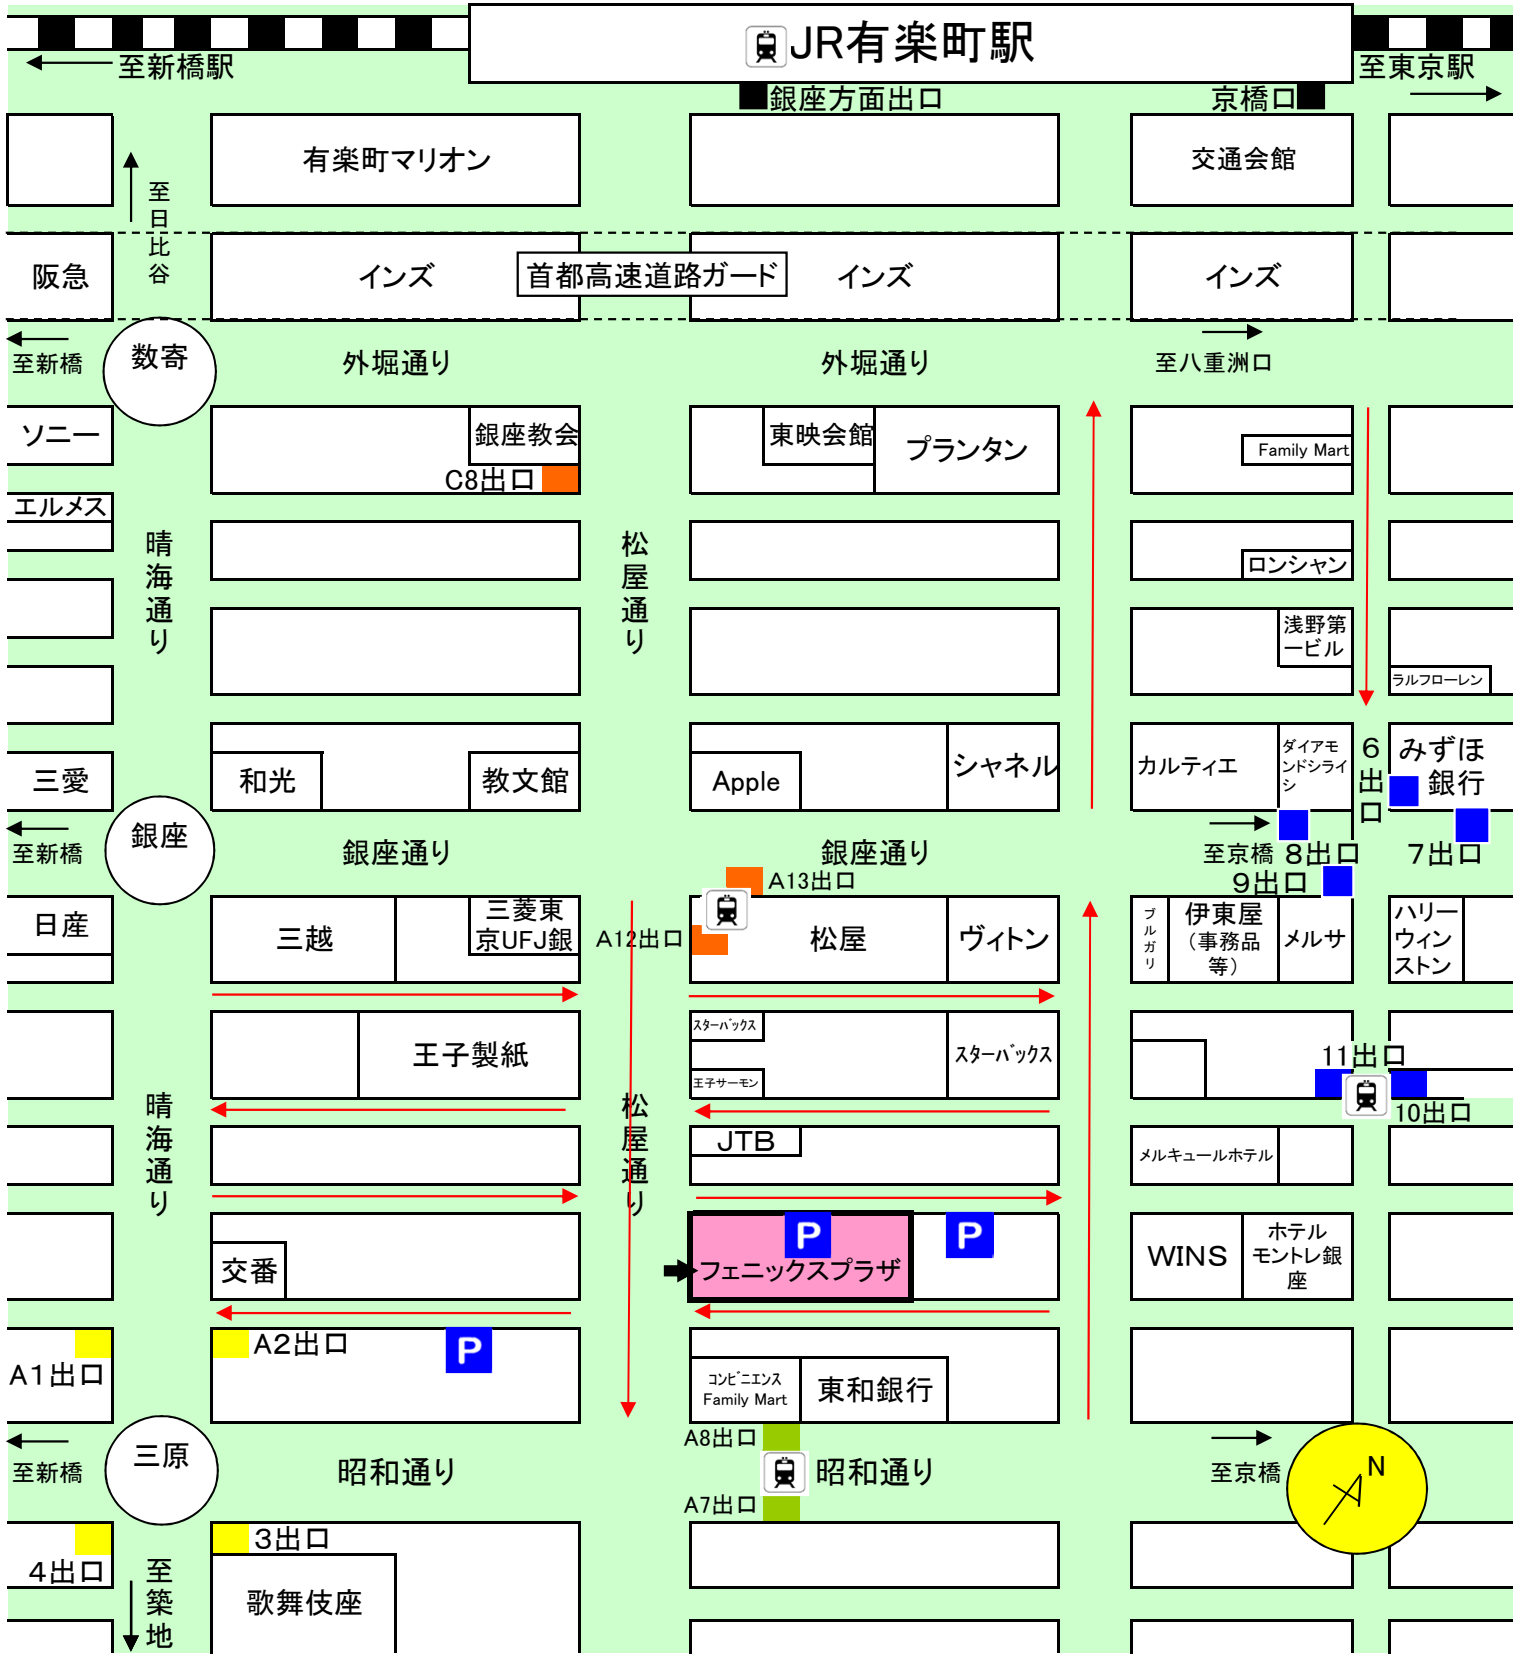 JR有楽町駅
至新橋駅
至東京駅
銀座方面出口
京橋口
有楽町マリオン
交通会館
至日比谷
阪急
インズ
首都高速道路ガード
インズ
インズ
至新橋
数寄
外堀通り
外堀通り
至八重洲口
ソニー
銀座教会
東映会館
プランタン
Family Mart
C8出口
エルメス
晴海通り
松屋通り
ロンシャン
浅野第
一ビル
ラルフローレン
三愛
和光
教文館
Apple
シャネル
カルティエ
ダイアモ
ンドシライ
シ
6出口
みずほ
銀行
至新橋
銀座
銀座通り
銀座通り
至京橋
8出口
7出口
9出口
A13出口
日産
三越
三菱東
京UFJ銀
A12出口
松屋
ヴィトン
ブルガリ
伊東屋
（事務品
等）
メルサ
ハリー
ウィン
ストン
王子製紙
スターバックス
スターバックス
王子サーモン
11出口
10出口
晴海通り
松屋通り
JTB
メルキュールホテル
交番
P
P
フェニックスプラザ
WINS
ホテル
モントレ銀
座
A1出口
A2出口
P
コンビニエンス
Family Mart
東和銀行
A8出口
至新橋
三原
昭和通り
昭和通り
至京橋
N
A7出口
4出口
3出口
至築地
歌舞伎座